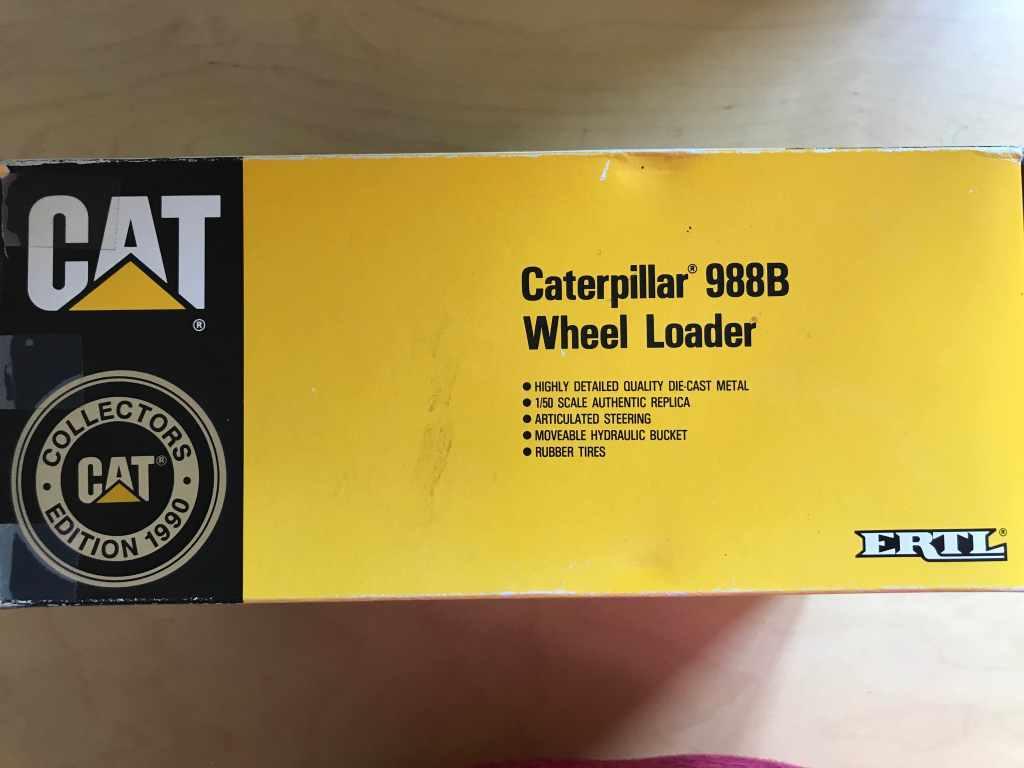 CAT
®
COLLECTORS
CAT®
EDITION 1990
Caterpillar® 988B
Wheel Loader
● HIGHLY DETAILED QUALITY DIE-CAST METAL
● 1/50 SCALE AUTHENTIC REPLICA
● ARTICULATED STEERING
● MOVEABLE HYDRAULIC BUCKET
● RUBBER TIRES
ERTL®